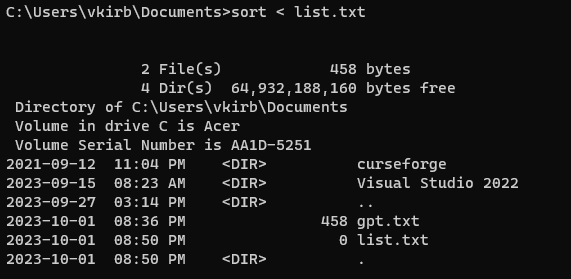 C:\Users\vkirb\Documents>sort < list.txt
2 File(s) 458 bytes
4 Dir(s) 64,932,188,160 bytes free
Directory of C:\Users\vkirb\Documents
Volume in drive C is Acer
Volume Serial Number is AA1D-5251
2021-09-12 11:04 PM <DIR> curseforge
2023-09-15 08:23 AM <DIR> Visual Studio 2022
2023-09-27 03:14 PM <DIR> ..
2023-10-01 08:36 PM 458 gpt.txt
2023-10-01 08:50 PM 0 list.txt
2023-10-01 08:50 PM <DIR> .